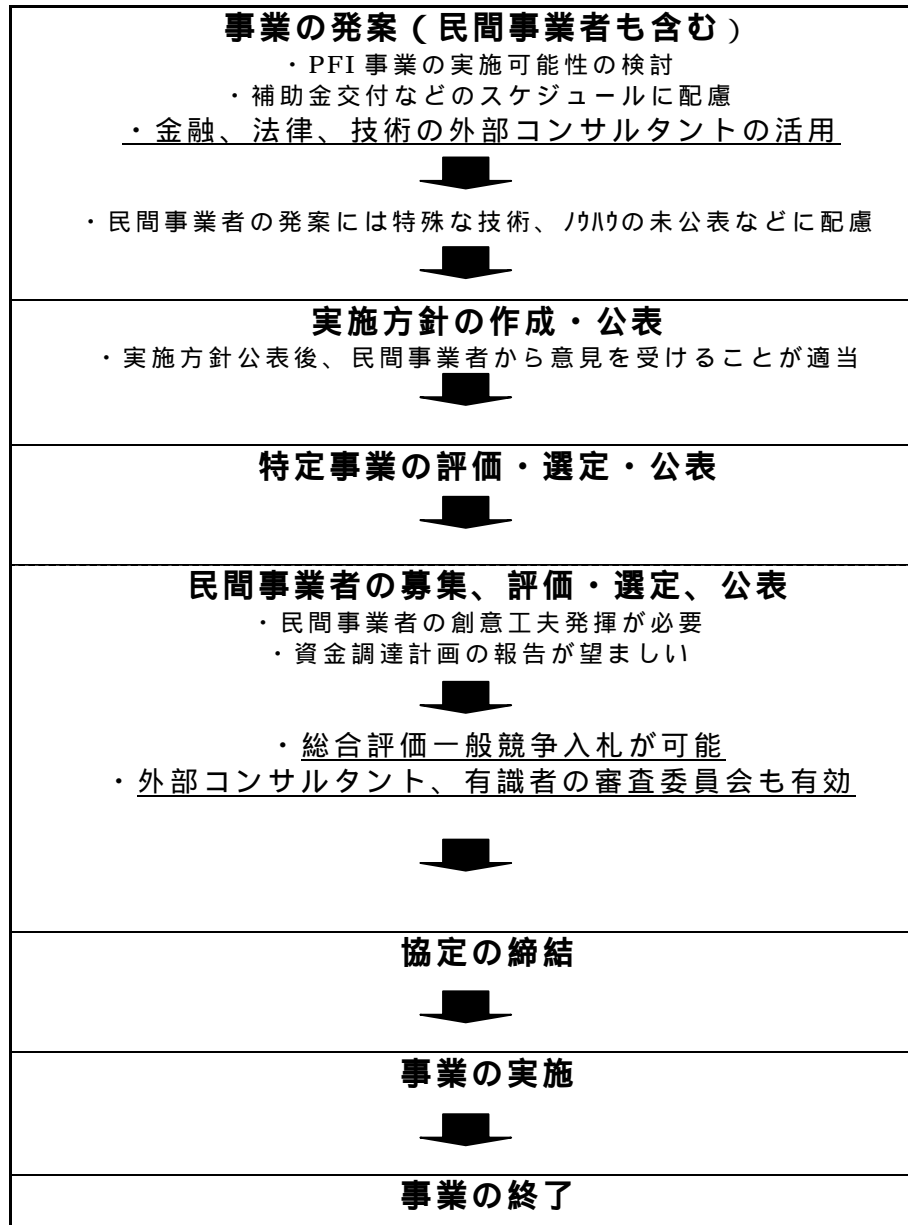 事業の発案(民間事業者も含む)
・PFI事業の実施可能性の検討
・補助金交付などのスケジュールに配慮
・金融、法律、技術の外部コンサルタントの活用
・民間事業者の発案には特殊な技術、ﾉｳﾊｳの未公表などに配慮
実施方針の作成・公表
・実施方針公表後、民間事業者から意見を受けることが適当
特定事業の評価・選定・公表
民間事業者の募集、評価・選定、公表
・民間事業者の創意工夫発揮が必要
・資金調達計画の報告が望ましい
・総合評価一般競争入札が可能
・外部コンサルタント、有識者の審査委員会も有効
協定の締結
事業の実施
事業の終了